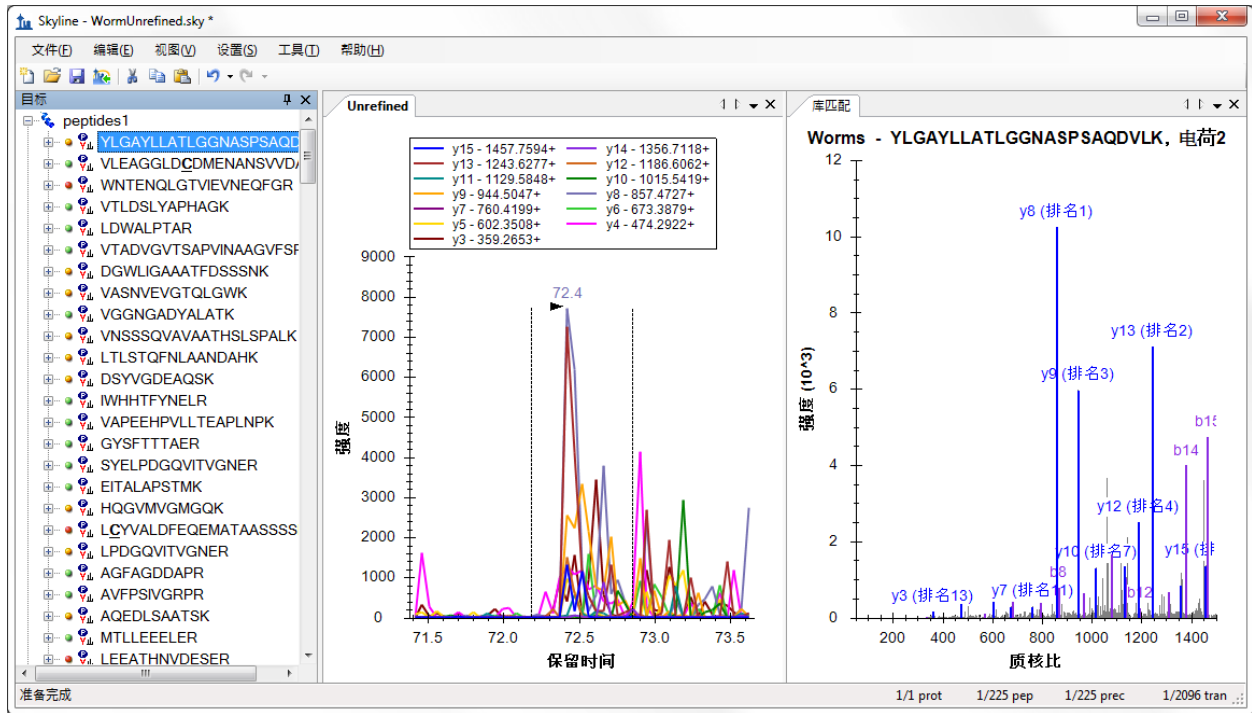 Skyline - WormUnrefined.sky *
文件(F) 编辑(E) 视图(V) 设置(S) 工具(T) 帮助(H)
目标
peptides1
YLGAYLLATLGGNASPSAQD
VLEAGGLDCDMENANSVVDA
WNTENQLGTVIEVNEQFGR
VTLDSLYAPHAGK
LDWALPTAR
VTADVGVTSAPVINAAGVFSF
DGWLIGAAATFDSSSNK
VASNVEVGTQLGWK
VGGNGADYALATK
VNSSSQVAVAATHSLSPALK
LTLSTQFNLAANDAHK
DSYVGDEAQSK
IWHHTFYNELR
VAPEEHPVLLTEAPLNPK
GYSFTTTAER
SYELPDGQVITVGNER
EITALAPSTMK
HQGVMVGMGQK
LCYVALDFEQEMATAASSSS
LPDGQVITVGNER
AGFAGDDAPR
AVFPSIVGRPR
AQEDLSAATSK
MTLLEEELER
LEEATHNVDESER
Unrefined
y15 - 1457.7594+ y14 - 1356.7118+
y13 - 1243.6277+ y12 - 1186.6062+
y11 - 1129.5848+ y10 - 1015.5419+
y9 - 944.5047+ y8 - 857.4727+
y7 - 760.4199+ y6 - 673.3879+
y5 - 602.3508+ y4 - 474.2922+
y3 - 359.2653+
9000
8000
7000
6000
5000
4000
3000
2000
1000
0
强度
72.4
71.5 72.0 72.5 73.0 73.5
保留时间
库匹配
Worms - YLGAYLLATLGGNASPSAQDVLK, 电荷2
12
10
8
6
4
2
0
强度 (10^3)
y8 (排名1)
y13 (排名2)
y9 (排名3)
b15
b14
y12 (排名4)
y10 (排名7)
y15 (排
b8
y7 (排名11)
b12
y3 (排名13)
200 400 600 800 1000 1200 1400
质核比
准备完成
1/1 prot 1/225 pep 1/225 prec 1/2096 tran